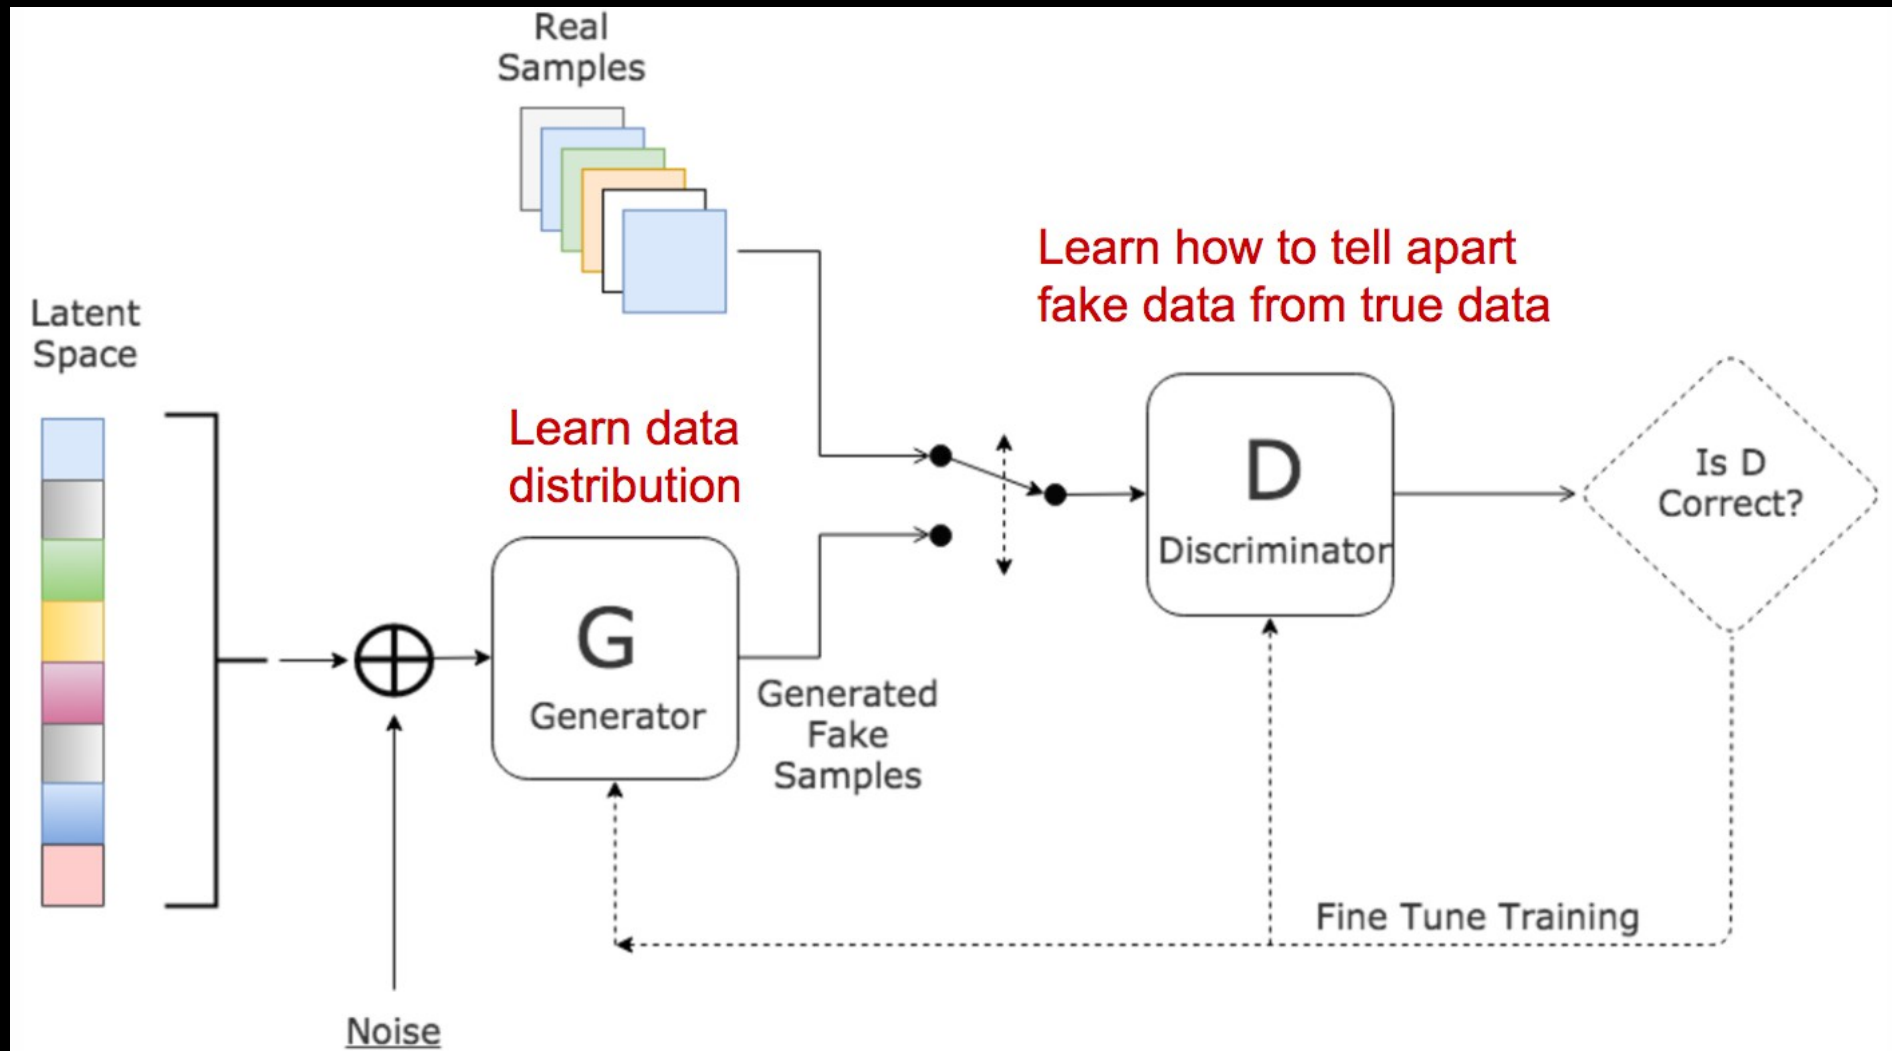 Real
Samples
Learn how to tell apart
fake data from true data
Latent
Space
Learn data
distribution
Is D
Correct?
D
Discriminator
G
Generator
Generated
Fake
Samples
Fine Tune Training
Noise